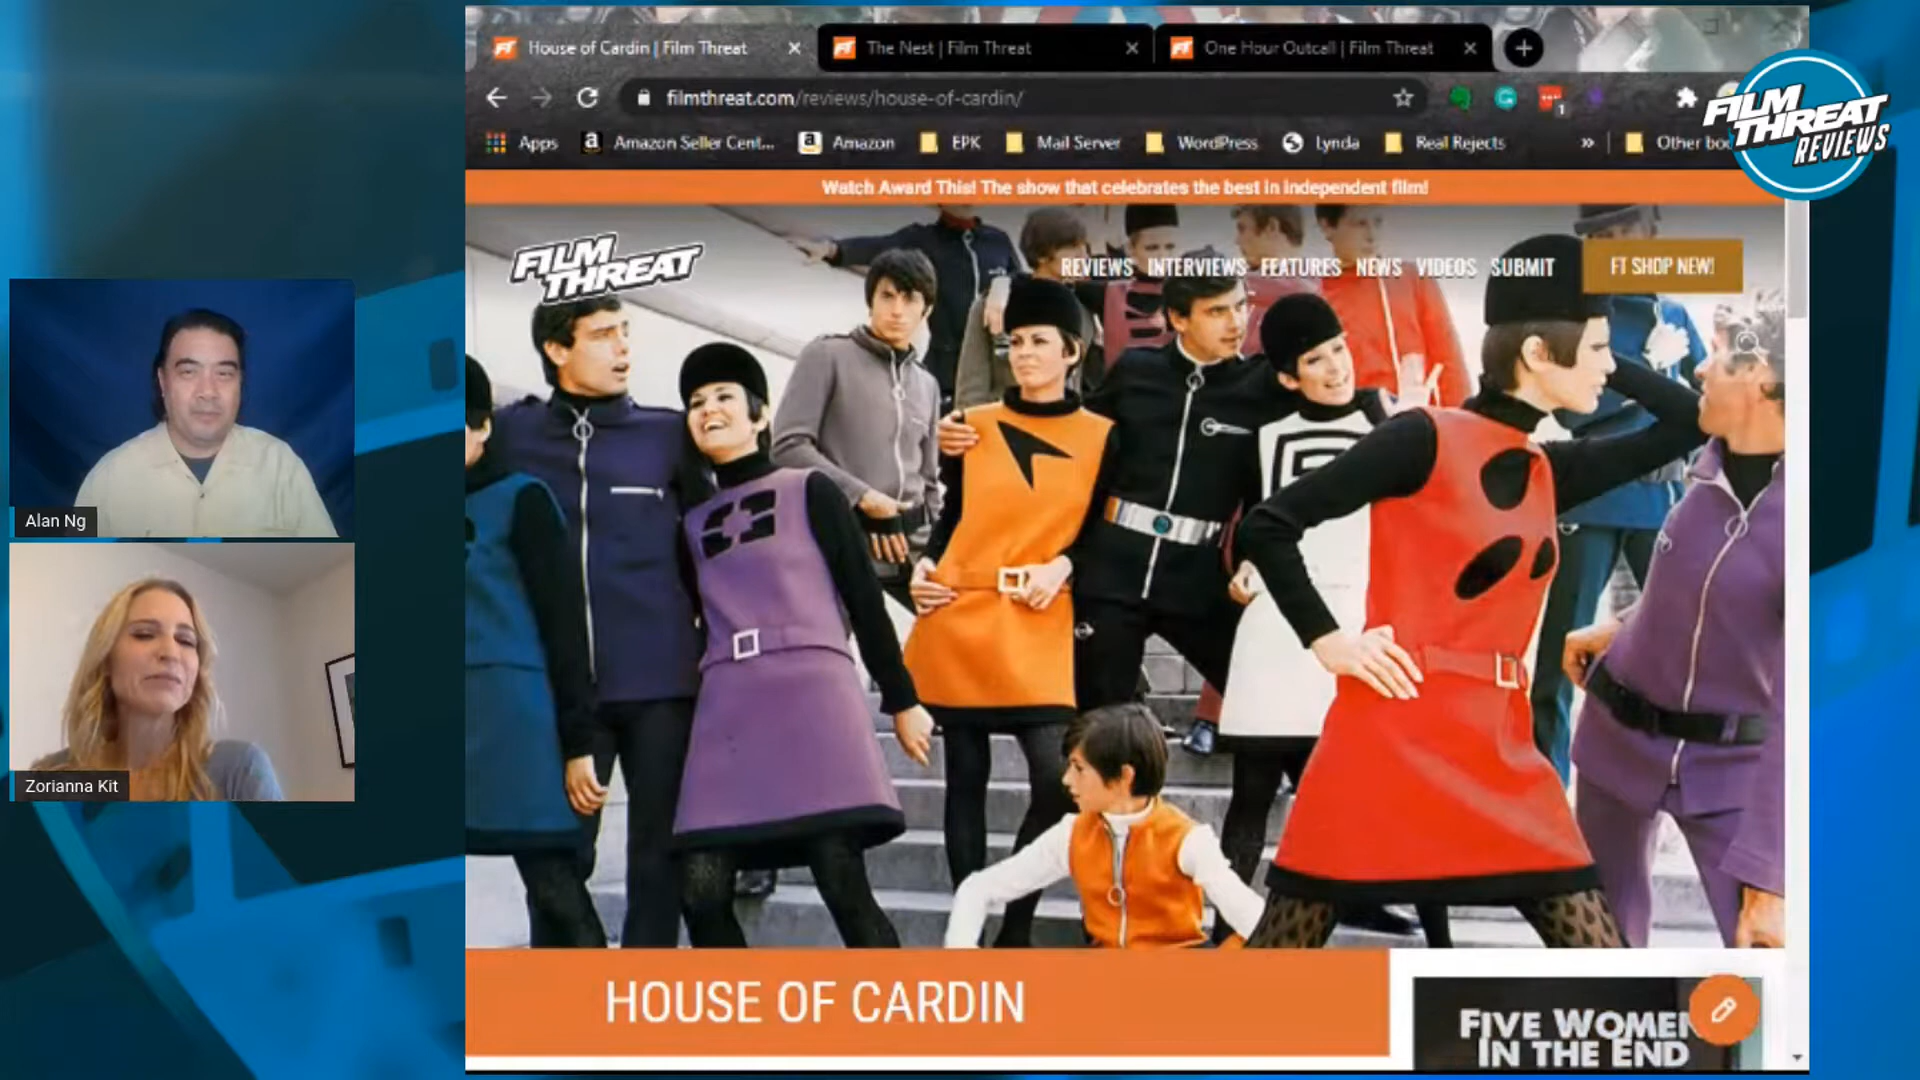 House of Cardin | Film Threat
The Nest | Film Threat
One Hour Outcall | Film Threat
filmthreat.com/reviews/house-of-cardin/
1
Apps
Amazon Seller Cent...
Amazon
EPK
Mail Server
WordPress
Lynda
Real Rejects
»
Other boo
FILM
THREAT
REVIEWS
Watch Award This! The show that celebrates the best in independent film!
FILM
THREAT
REVIEWS INTERVIEWS FEATURES NEWS VIDEOS SUBMIT
FT SHOP NEW!
Alan Ng
Zorianna Kit
HOUSE OF CARDIN
FIVE WOMEN
IN THE END